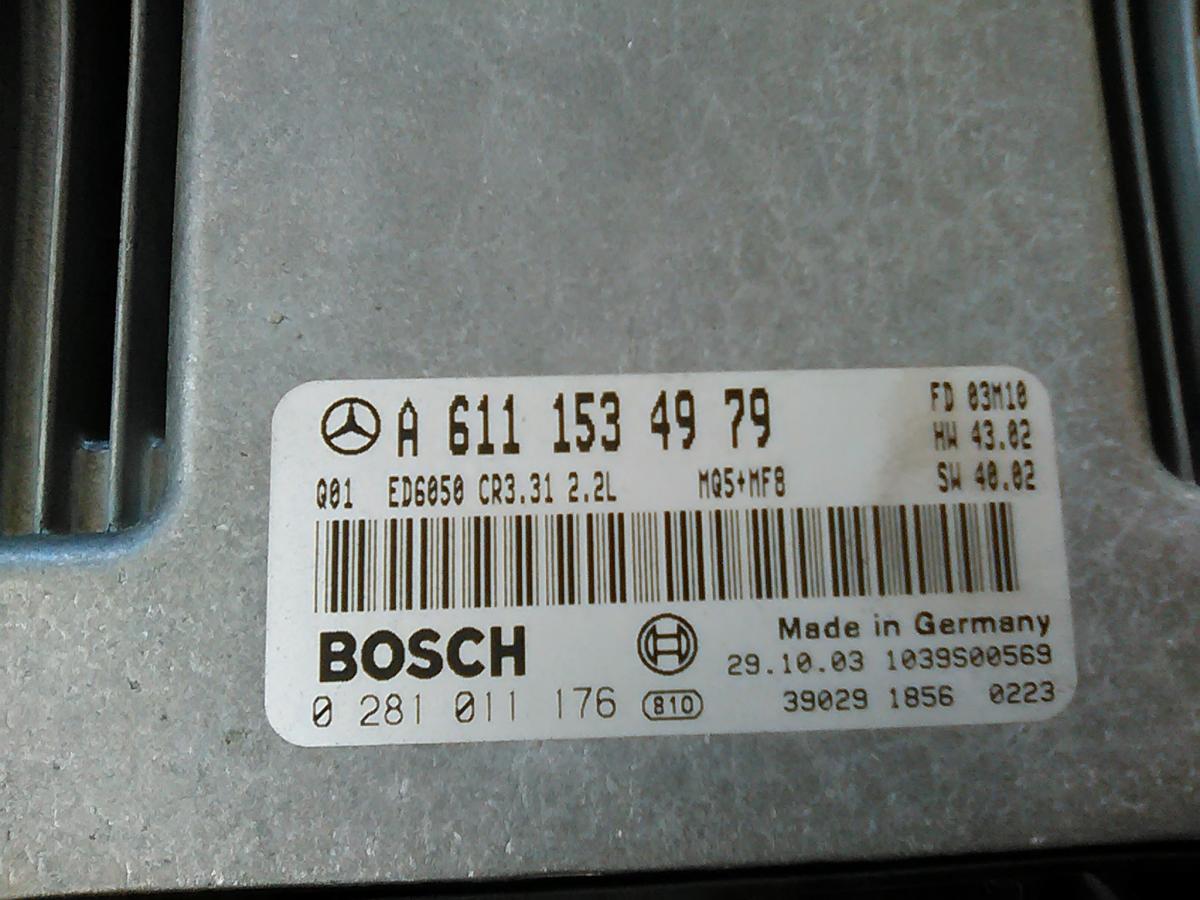 A 611 153 49 79
FD 03M10
HW 43.02
SW 40.02
Q01 ED6050 CR3.31 2.2L MQ5+MF8
BOSCH
Made in Germany
29.10.03 1039S00569
0 281 011 176 810
39029 1856 0223